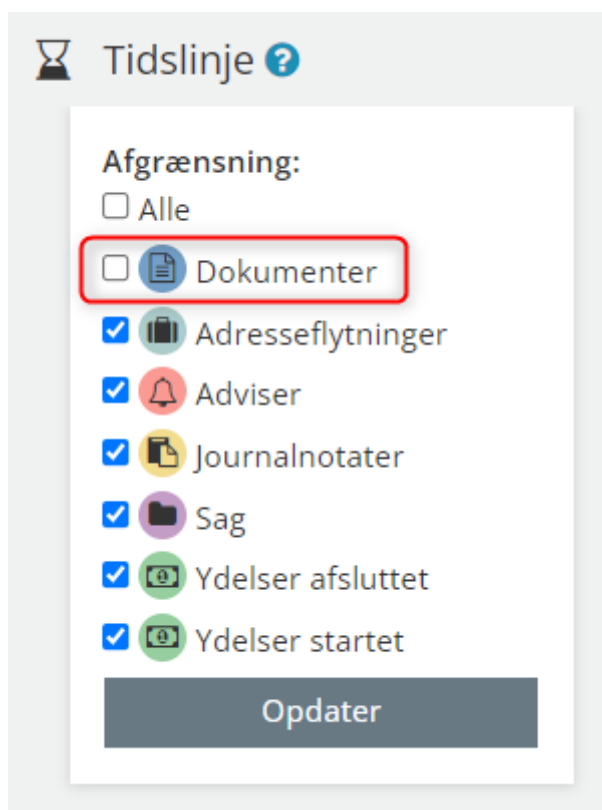 Tidslinje ?
Afgrænsning:
Alle
Dokumenter
Adresseflytninger
Adviser
Journalnotater
Sag
Ydelser afsluttet
Ydelser startet
Opdater